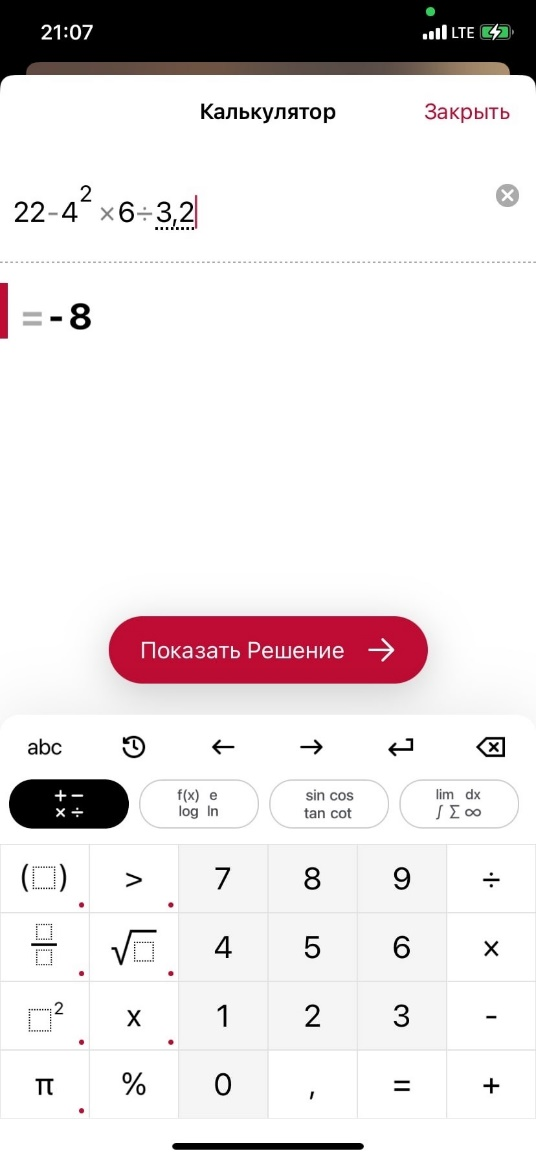 21:07 LTE
Калькулятор Закрыть
22-4² ×6÷3,2
=-8
Показать Решение →
abc ← →
+ − f(x) e sin cos lim dx
× ÷ log ln tan cot ∫ Σ ∞
(□) > 7 8 9 ÷
□/□ √□ 4 5 6 ×
□² x 1 2 3 -
π % 0 , = +